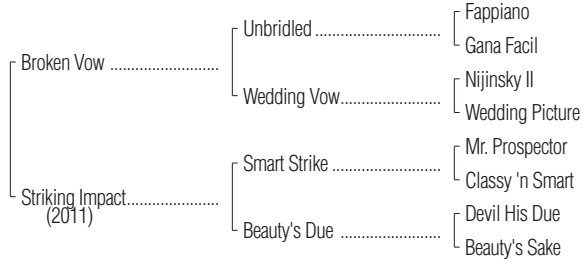 Fappiano
Unbridled ............................
Gana Facil
Broken Vow ........................
Nijinsky II
Wedding Vow......................
Wedding Picture
Mr. Prospector
Smart Strike ........................
Classy 'n Smart
Striking Impact....................
(2011)
Devil His Due
Beauty's Due ......................
Beauty's Sake